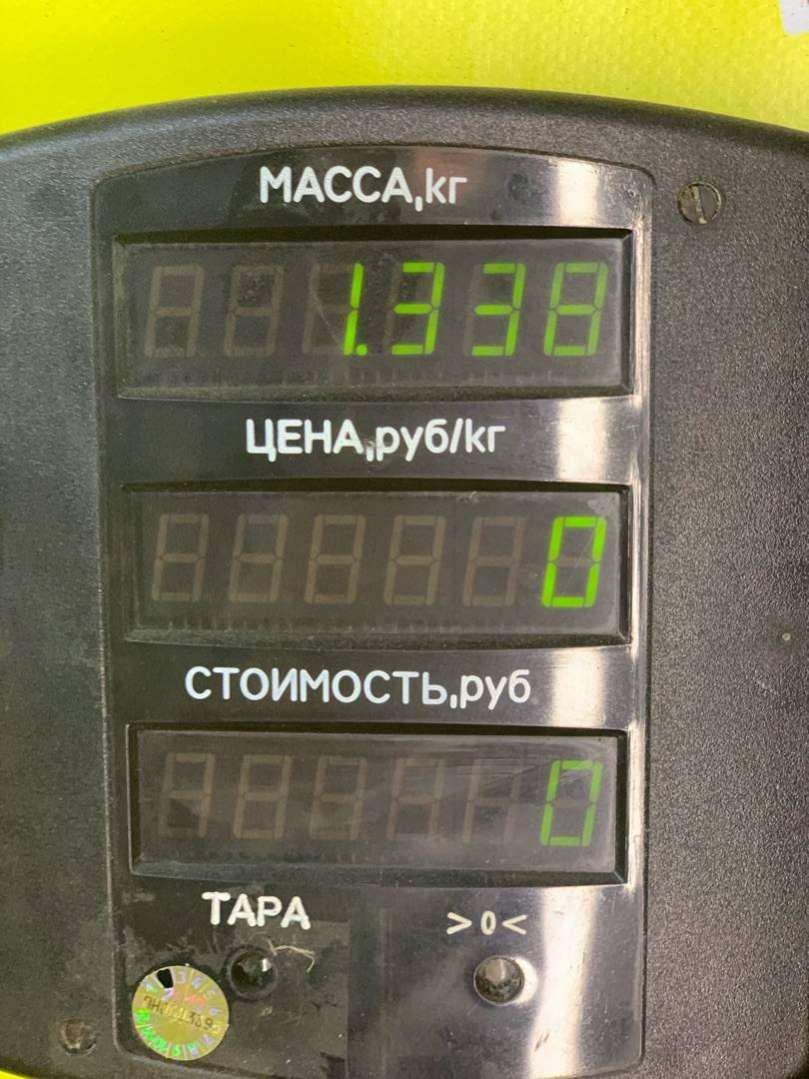 МАССА,кг
1.338
ЦЕНА,руб/кг
0
СТОИМОСТЬ,руб
0
ТАРА >0<